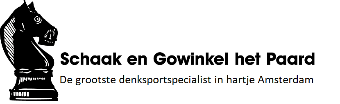 Schaak en Gowinkel het Paard
De grootste denksportspecialist in hartje Amsterdam